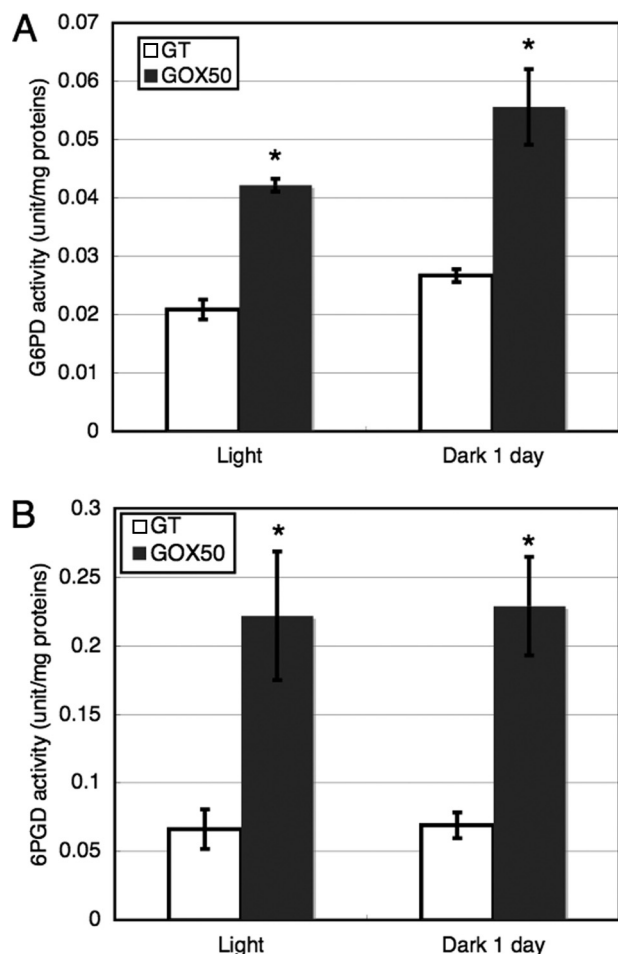 A
G6PD activity (unit/mg proteins)
0.07
0.06
0.05
0.04
0.03
0.02
0.01
0
GT
GOX50
*
*
Light Dark 1 day
B
6PGD activity (unit/mg proteins)
0.3
0.25
0.2
0.15
0.1
0.05
0
GT
GOX50
*
*
Light Dark 1 day